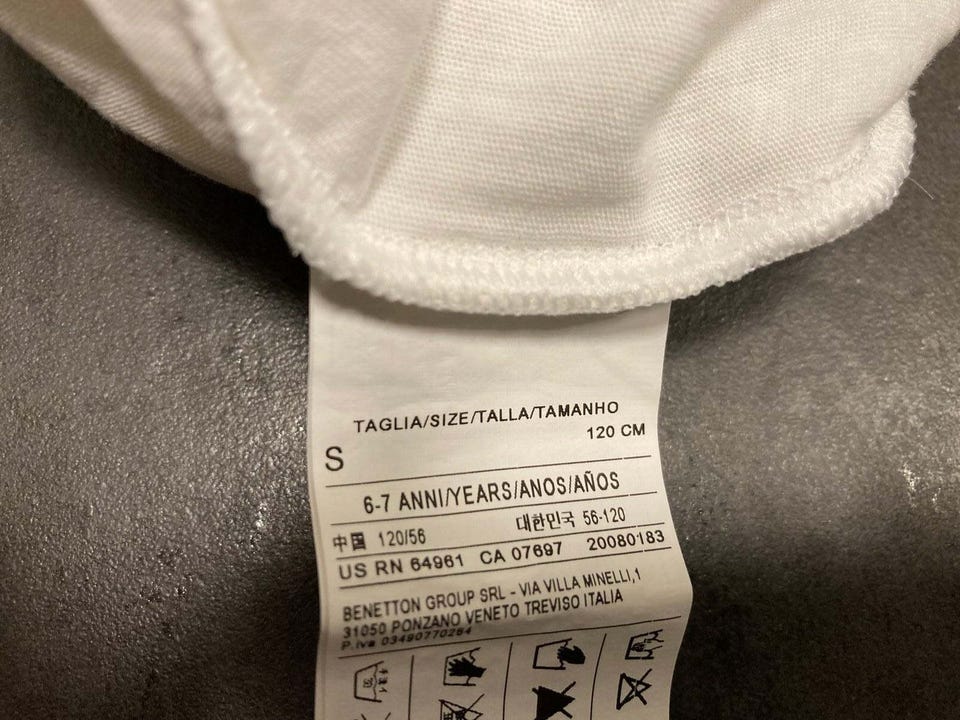 TAGLIA/SIZE/TALLA/TAMANHO
S 120 CM
6-7 ANNI/YEARS/ANOS/AÑOS
中国 120/56 대한민국 56-120
US RN 64961 CA 07697 20080183
BENETTON GROUP SRL - VIA VILLA MINELLI,1
31050 PONZANO VENETO TREVISO ITALIA
P.Iva 03490770264